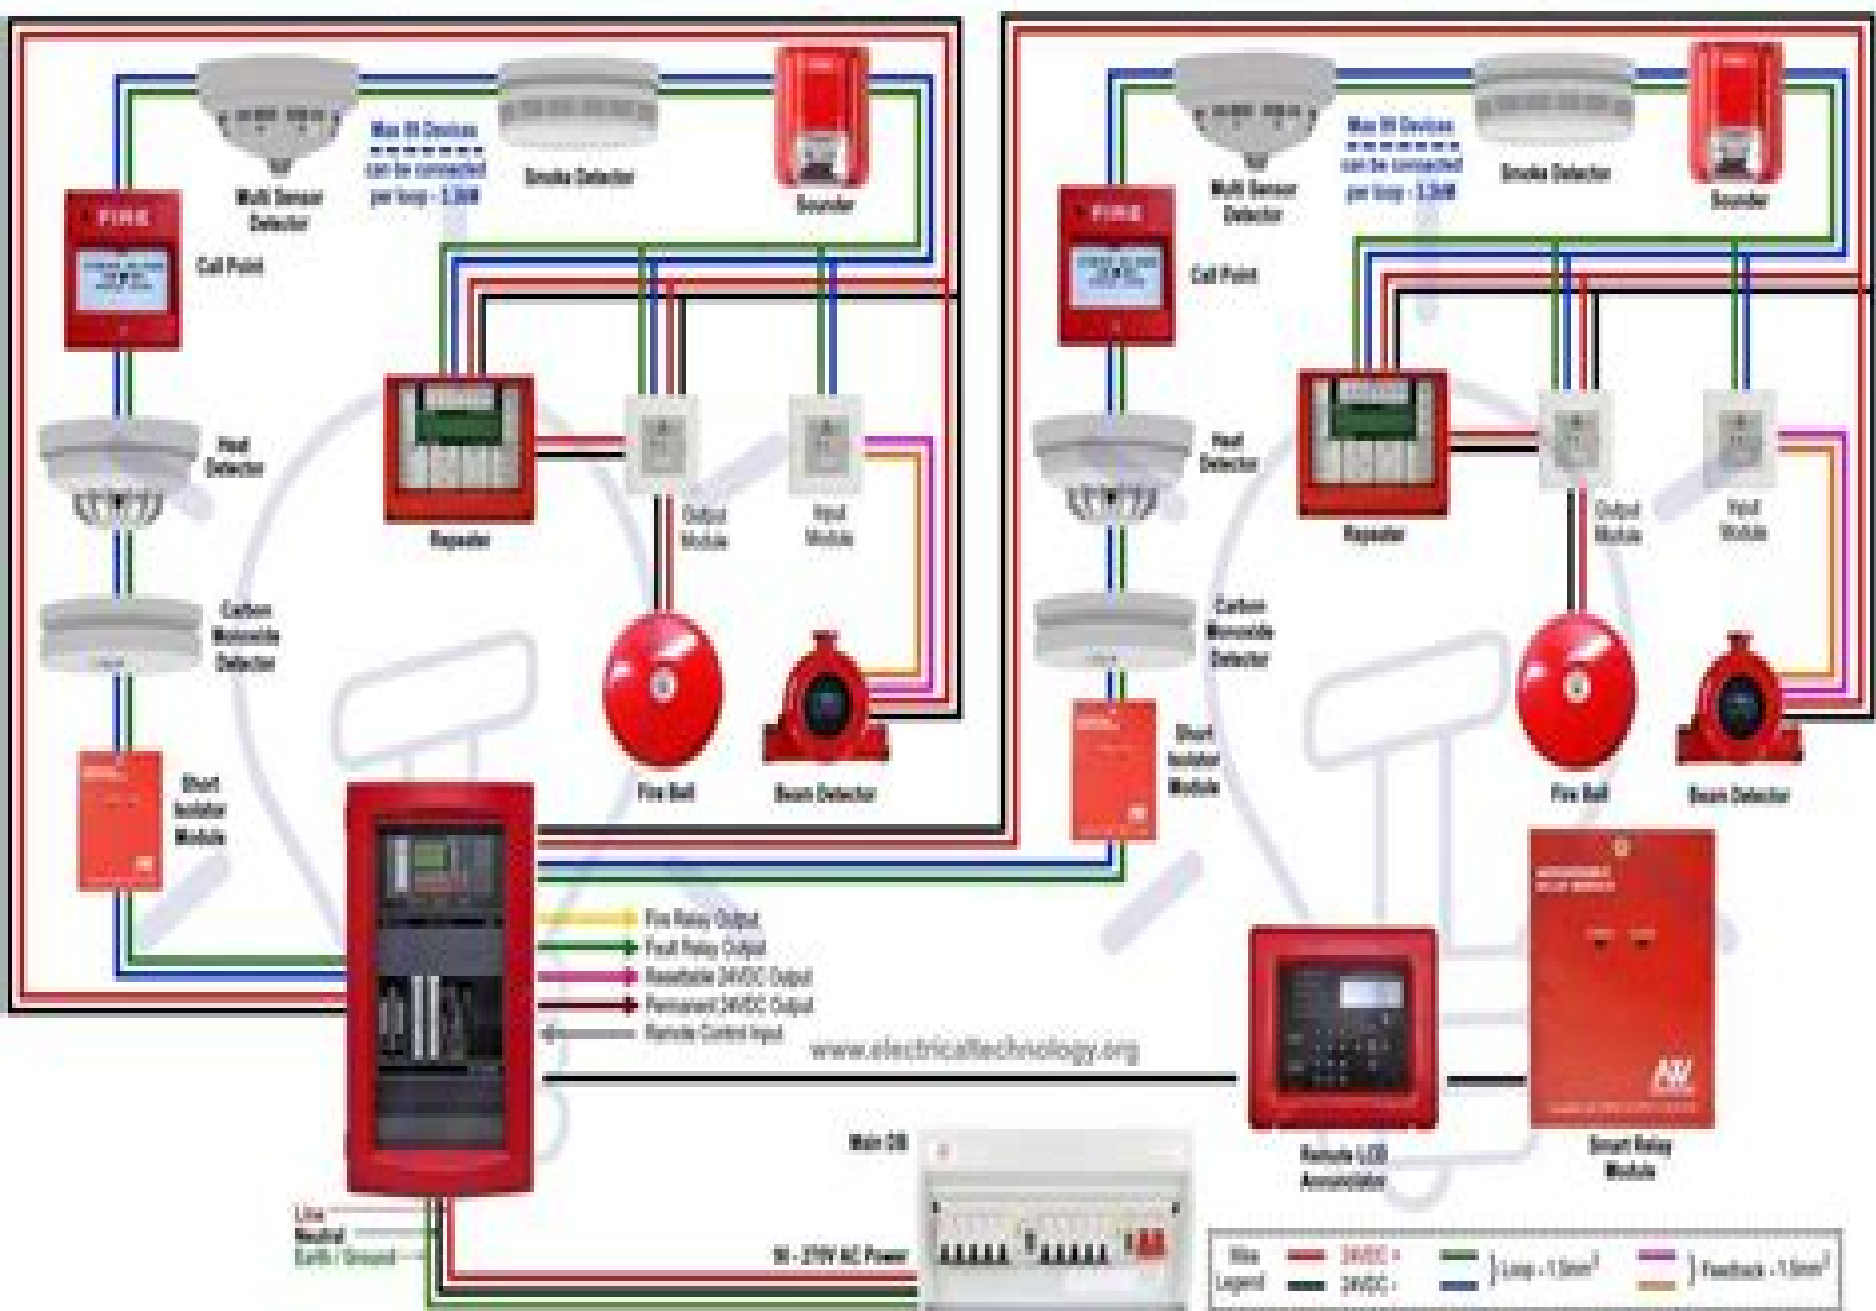 Multi Sensor
Detector
Max 99 Devices
can be connected
per loop -
Smoke Detector
Sounder
FIRE
Call Point
Heat
Detector
Carbon
Monoxide
Detector
Short
Isolator
Module
Repeater
Output
Module
Input
Module
Fire Bell
Beam Detector
Multi Sensor
Detector
Max 99 Devices
can be connected
per loop -
Smoke Detector
Sounder
FIRE
Call Point
Heat
Detector
Carbon
Monoxide
Detector
Short
Isolator
Module
Repeater
Output
Module
Input
Module
Fire Bell
Beam Detector
Fire Relay Output
Fault Relay Output
Resettable 24VDC Output
Permanent 24VDC Output
Remote Control Input
www.electricaltechnology.org
Remote LCD
Annunciator
Smart Relay
Module
Main DB
Line
Neutral
Earth / Ground
90 - 270V AC Power
Wire
Legend
24VDC +
24VDC -
Loop - 1.5mm²
Feedback - 1.5mm²